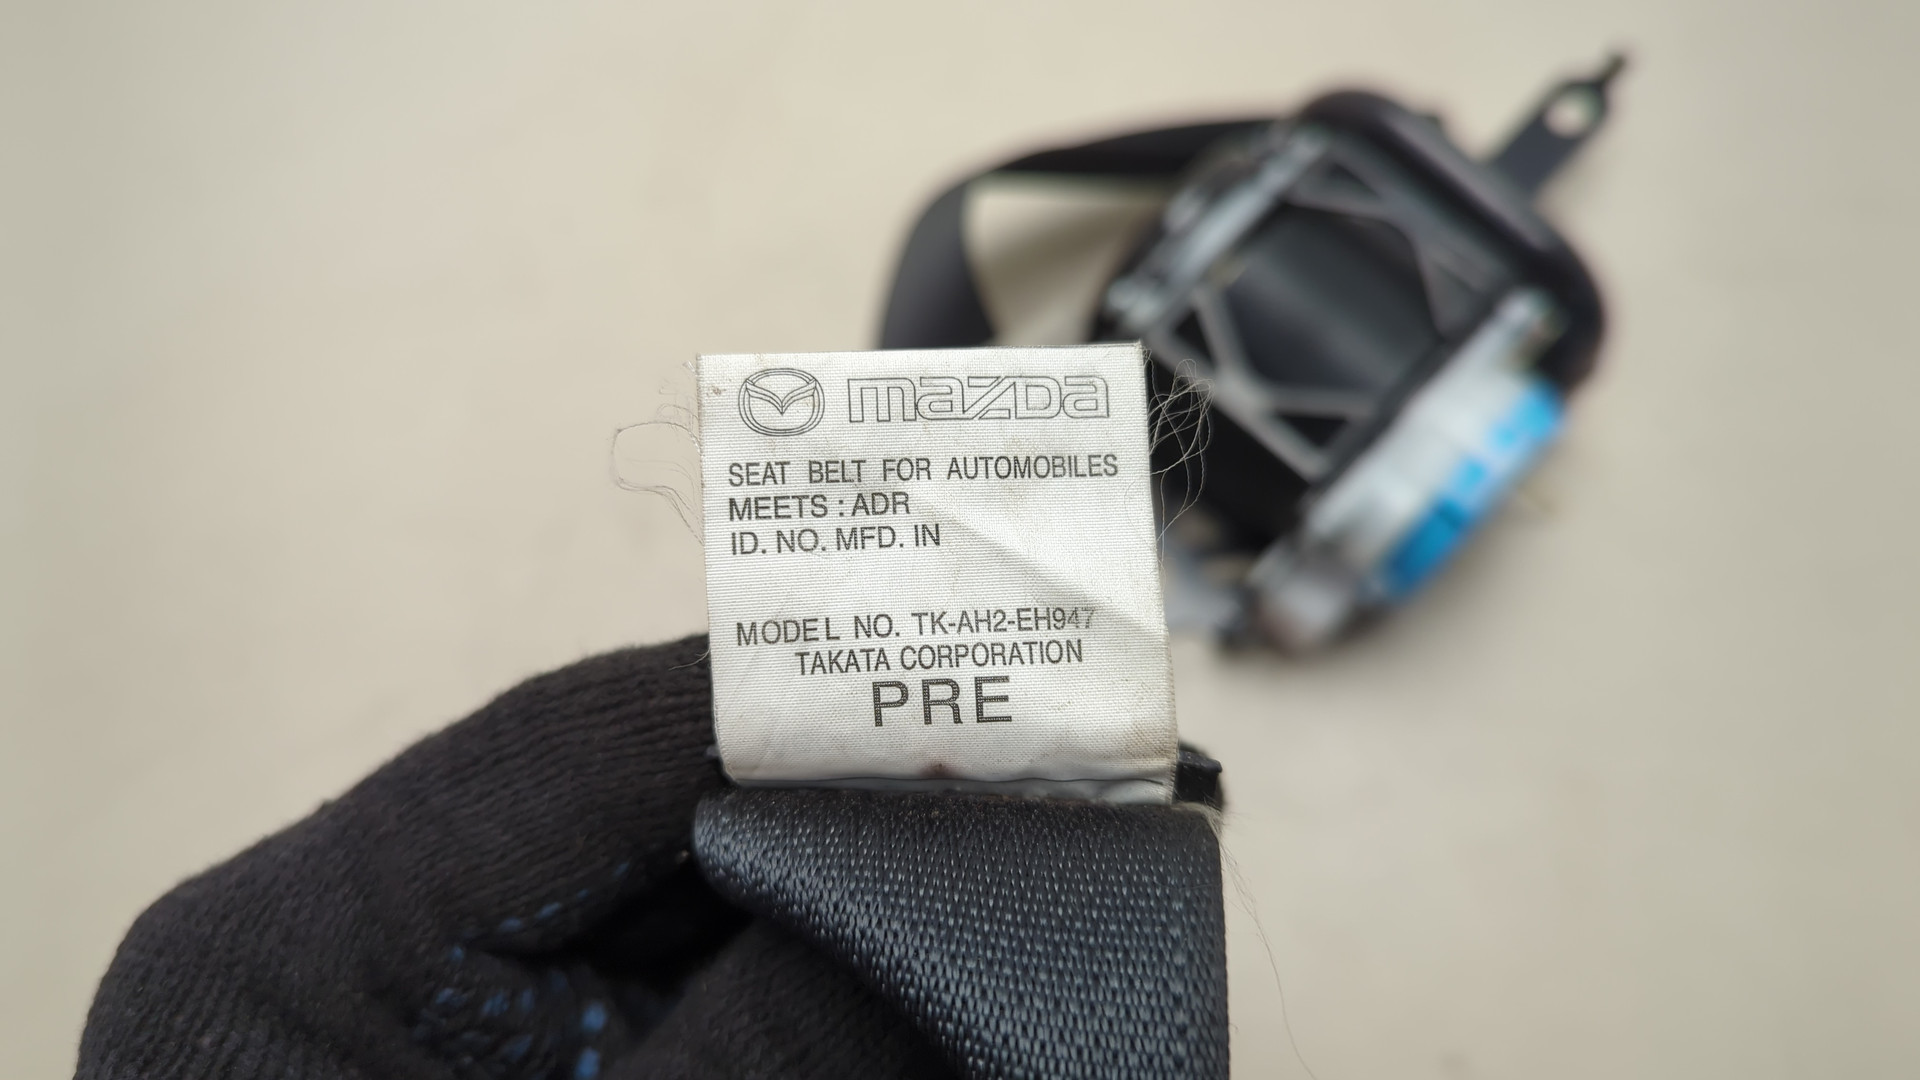 mazda
SEAT BELT FOR AUTOMOBILES
MEETS : ADR
ID. NO. MFD. IN
MODEL NO. TK-AH2-EH947
TAKATA CORPORATION
PRE